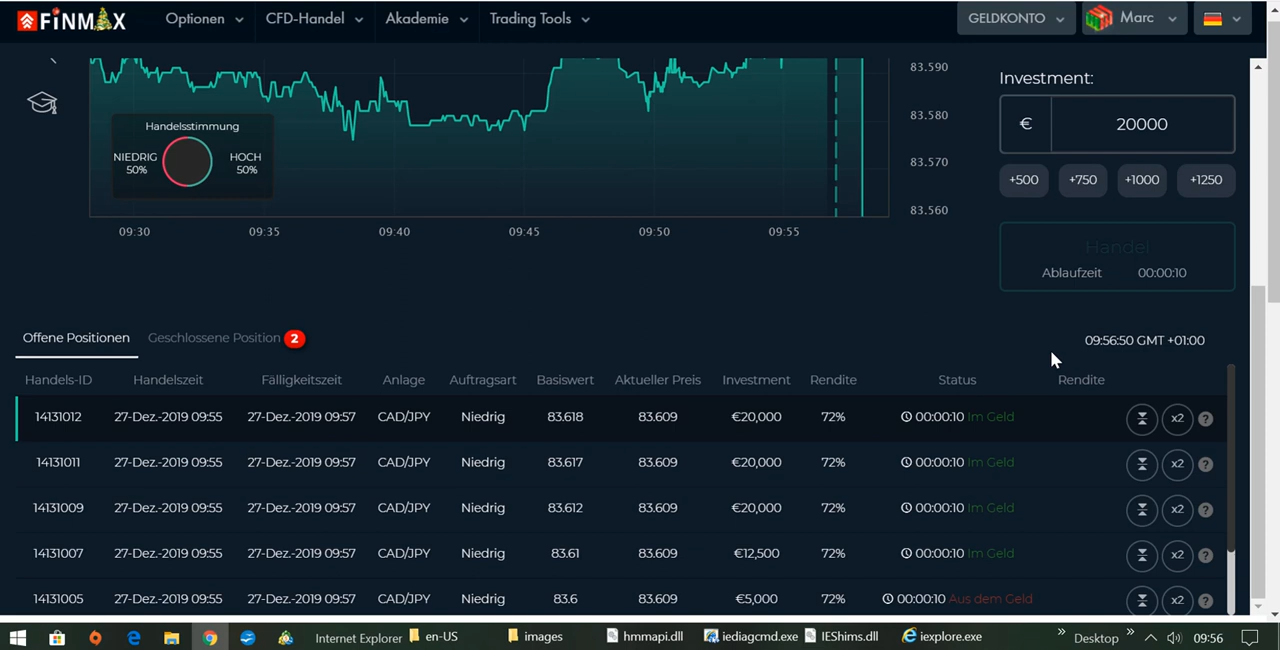 FiNMAX Optionen CFD-Handel Akademie Trading Tools GELDKONTO Marc
83.590
Investment:
83.580
€ 20000
Handelsstimmung
NIEDRIG 50% HOCH 50%
83.570
+500 +750 +1000 +1250
83.560
09:30 09:35 09:40 09:45 09:50 09:55
Handel
Ablaufzeit 00:00:10
Offene Positionen Geschlossene Position 2
09:56:50 GMT +01:00
Handels-ID Handelszeit Fälligkeitszeit Anlage Auftragsart Basiswert Aktueller Preis Investment Rendite Status Rendite
14131012 27-Dez.-2019 09:55 27-Dez.-2019 09:57 CAD/JPY Niedrig 83.618 83.609 €20,000 72% 00:00:10 Im Geld x2 ?
14131011 27-Dez.-2019 09:55 27-Dez.-2019 09:57 CAD/JPY Niedrig 83.617 83.609 €20,000 72% 00:00:10 Im Geld x2 ?
14131009 27-Dez.-2019 09:55 27-Dez.-2019 09:57 CAD/JPY Niedrig 83.612 83.609 €20,000 72% 00:00:10 Im Geld x2 ?
14131007 27-Dez.-2019 09:55 27-Dez.-2019 09:57 CAD/JPY Niedrig 83.61 83.609 €12,500 72% 00:00:10 Im Geld x2 ?
14131005 27-Dez.-2019 09:55 27-Dez.-2019 09:57 CAD/JPY Niedrig 83.6 83.609 €5,000 72% 00:00:10 Aus dem Geld x2 ?
Internet Explorer en-US images hmmapi.dll iediagcmd.exe IEShims.dll iexplore.exe Desktop 09:56